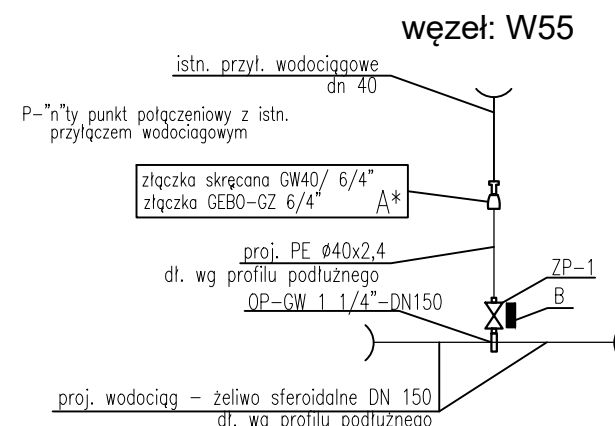 węzeł: W55
istn. przył. wodociągowe
dn 40
P-"n"ty punkt połączeniowy z istn.
przyłączem wodociagowym
złączka skręcana GW40/ 6/4"
złączka GEBO-GZ 6/4" A*
proj. PE ø40x2,4
dł. wg profilu podłużnego
ZP-1
OP-GW 1 1/4"-DN150
B
proj. wodociąg - żeliwo sferoidalne DN 150
dł. wg profilu podłużnego